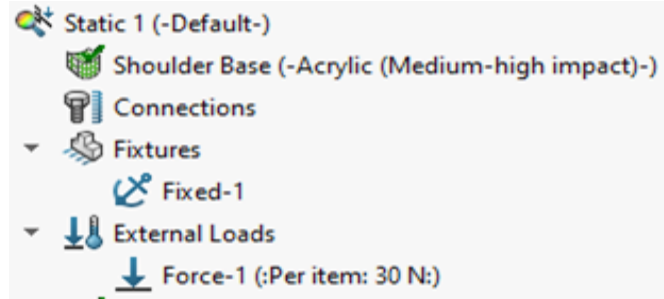 Static 1 (-Default-)
Shoulder Base (-Acrylic (Medium-high impact)-)
Connections
Fixtures
Fixed-1
External Loads
Force-1 (:Per item: 30 N:)